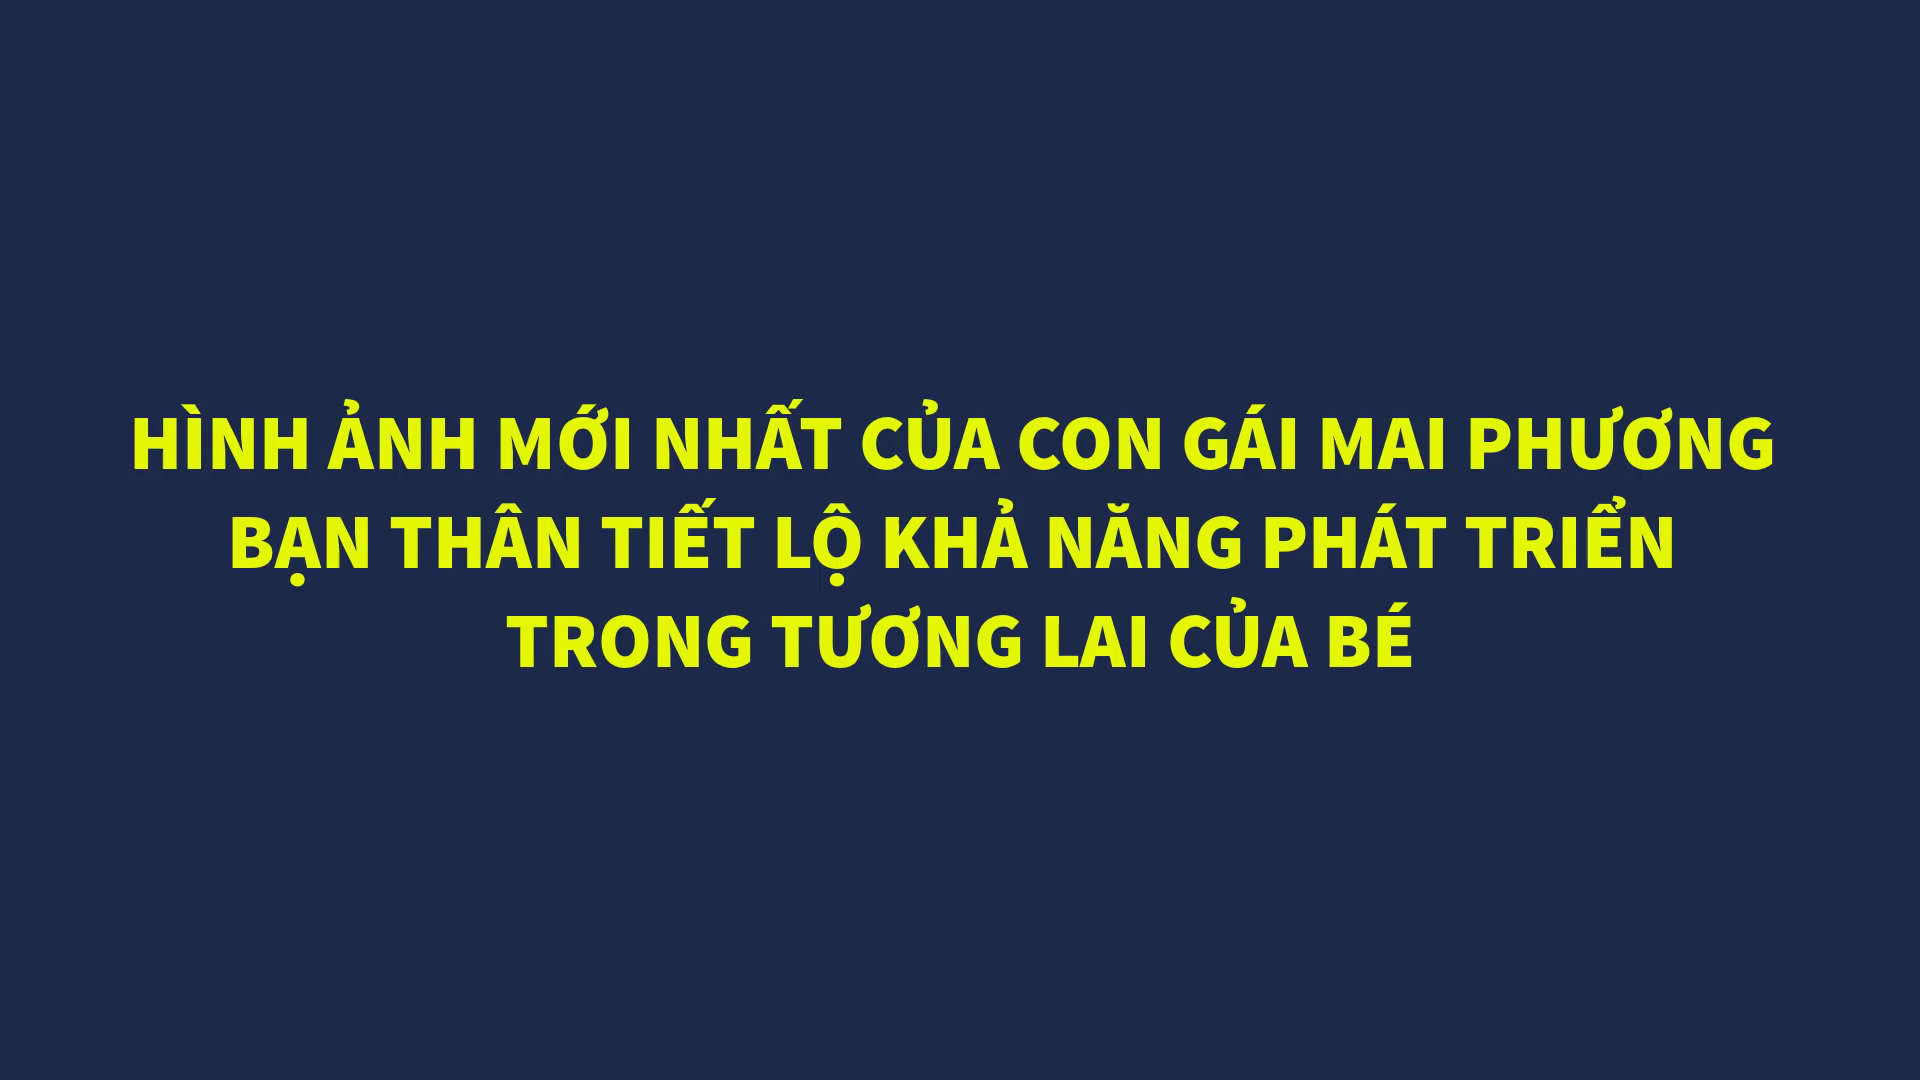 HÌNH ẢNH MỚI NHẤT CỦA CON GÁI MAI PHƯƠNG
BẠN THÂN TIẾT LỘ KHẢ NĂNG PHÁT TRIỂN
TRONG TƯƠNG LAI CỦA BÉ